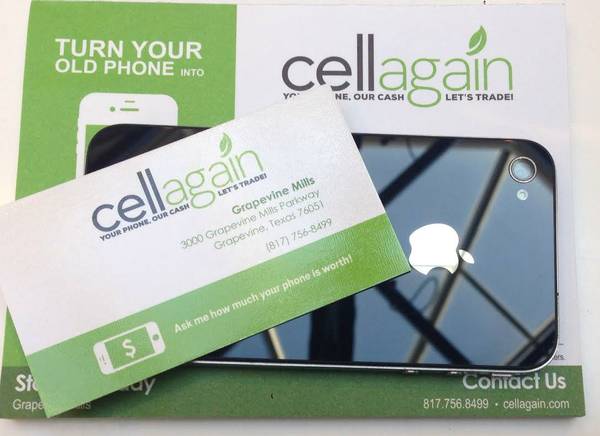 TURN YOUR
OLD PHONE INTO
cellagain
NE, OUR CASH LET'S TRADE!
cellagain
YOUR PHONE, OUR CASH LET'S TRADE!
Grapevine Mills
3000 Grapevine Mills Parkway
Grapevine, Texas 76051
(817) 756-8499
Ask me how much your phone is worth!
$
Contact Us
817.756.8499 • cellagain.com